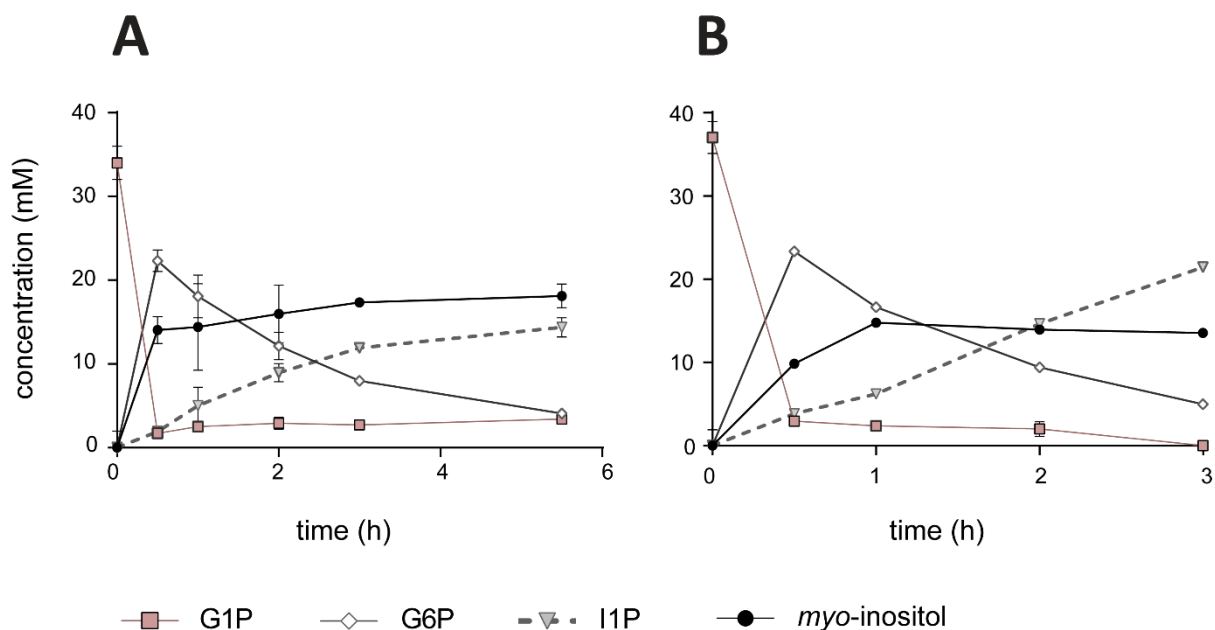 A B
40 40
30 30
20 20
10 10
0 0
concentration (mM)
0 2 4 6 0 1 2 3
time (h) time (h)
G1P G6P I1P myo-inositol